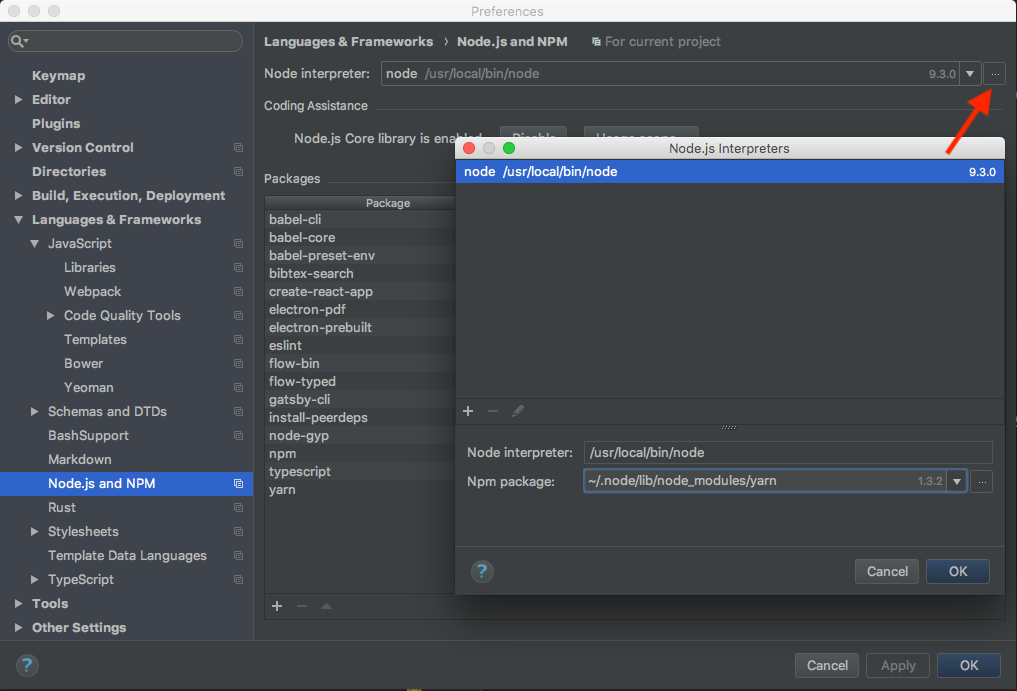 Preferences
Languages & Frameworks › Node.js and NPM For current project
Keymap
Editor
Plugins
Version Control
Directories
Build, Execution, Deployment
Languages & Frameworks
JavaScript
Libraries
Webpack
Code Quality Tools
Templates
Bower
Yeoman
Schemas and DTDs
BashSupport
Markdown
Node.js and NPM
Rust
Stylesheets
Template Data Languages
TypeScript
Tools
Other Settings
Node interpreter: node /usr/local/bin/node 9.3.0 ...
Coding Assistance
Node.js Core library is enabled Disable Usage scope
Packages
Package
babel-cli
babel-core
babel-preset-env
bibtex-search
create-react-app
electron-pdf
electron-prebuilt
eslint
flow-bin
flow-typed
gatsby-cli
install-peerdeps
node-gyp
npm
typescript
yarn
Node.js Interpreters
node /usr/local/bin/node 9.3.0
Node interpreter: /usr/local/bin/node
Npm package: ~/.node/lib/node_modules/yarn 1.3.2 ...
? Cancel OK
? Cancel Apply OK